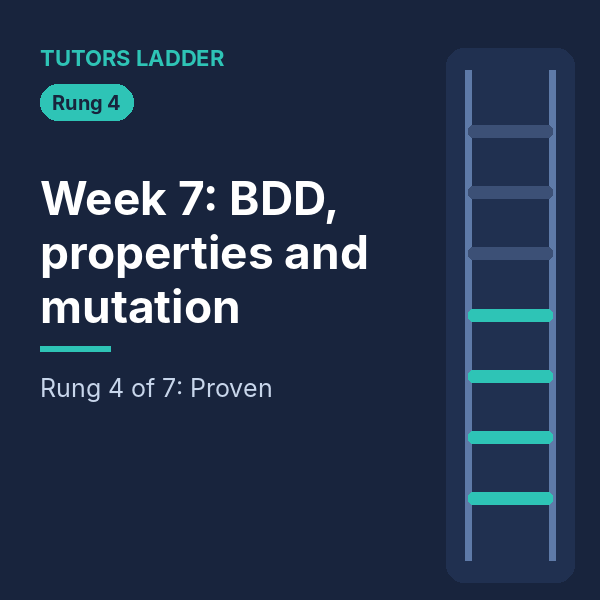 TUTORS LADDER
Rung 4
Week 7: BDD,
properties and
mutation
Rung 4 of 7: Proven